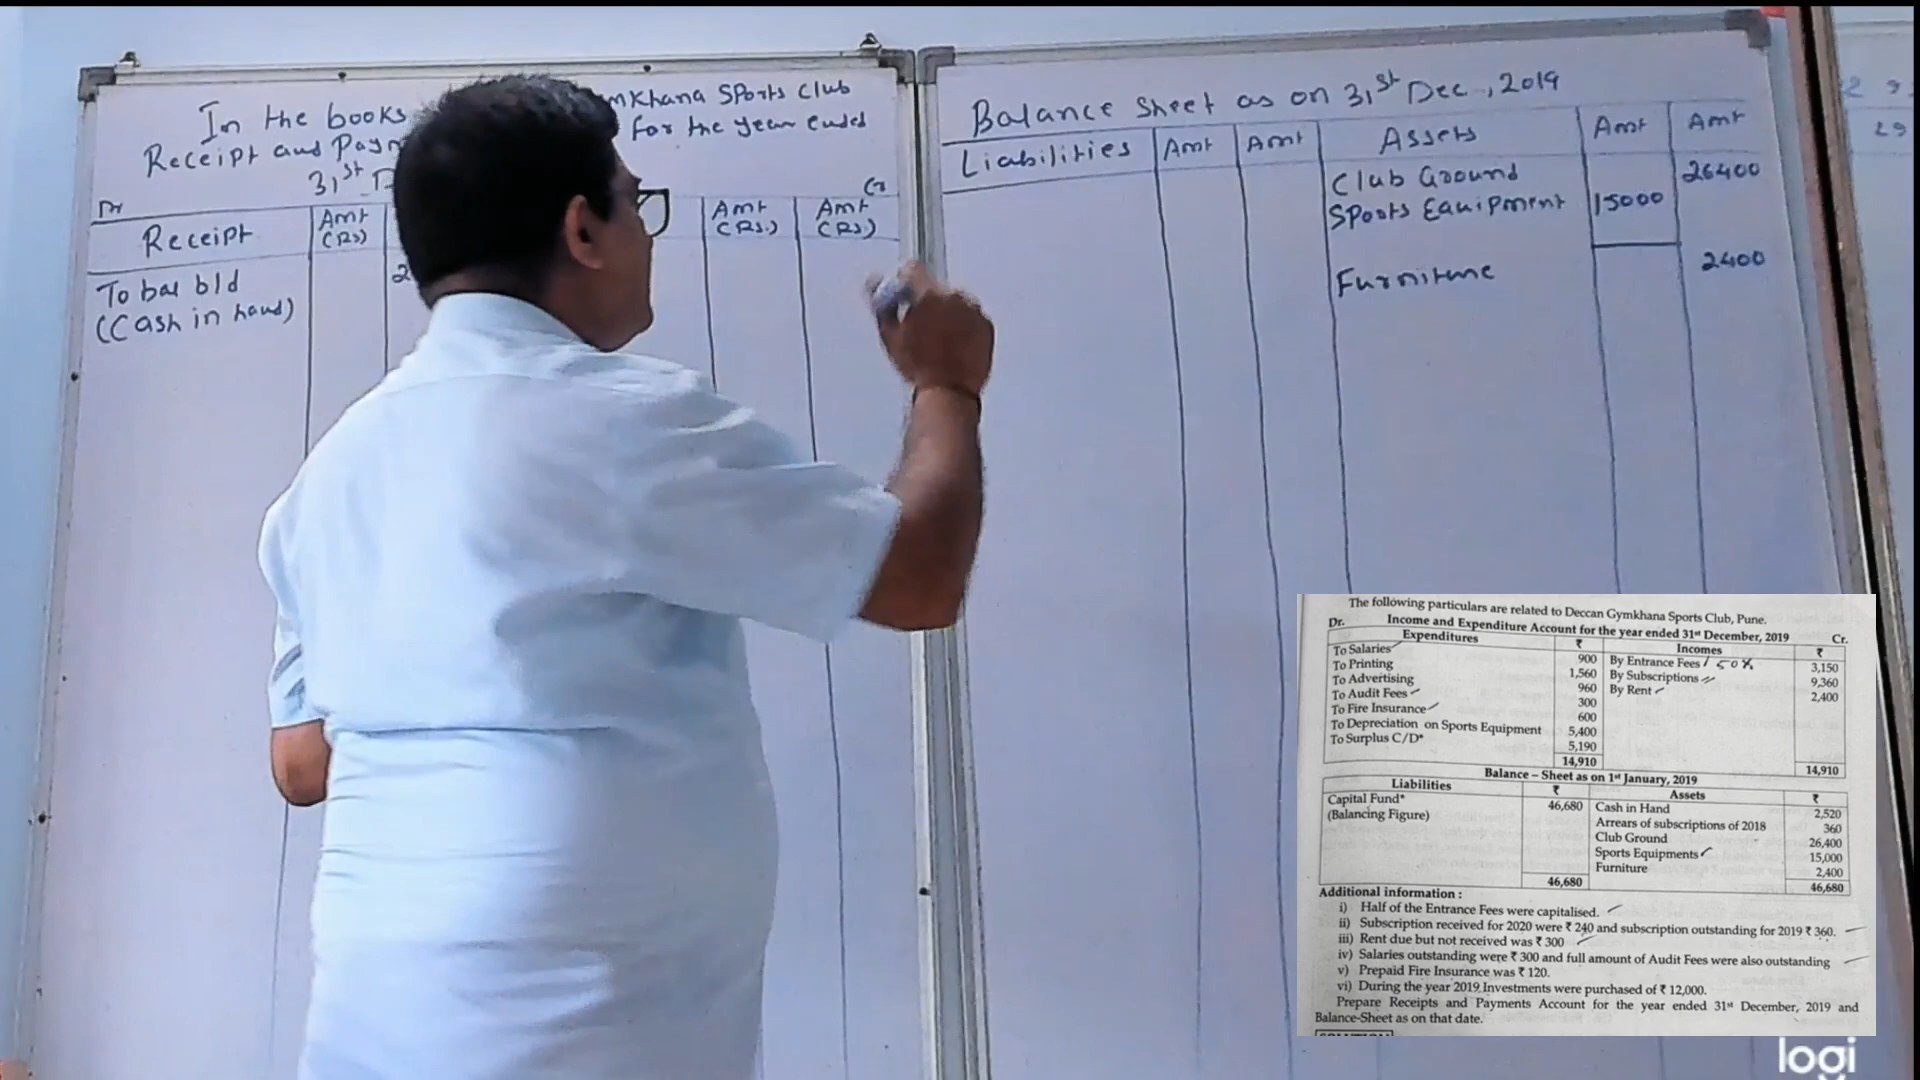 In the books
mkhana Sports Club
Receipt and Paym
for the year ended
31st D
Dr
Cr
Receipt
Amt
(Rs)
Amt
(Rs.)
Amt
(Rs)
To bal b/d
2
(Cash in hand)
Balance Sheet as on 31st Dec., 2019
Liabilities
Amt
Amt
Assets
Amt
Amt
Club Ground
26400
Sports Equipment
15000
Furniture
2400
The following particulars are related to Deccan Gymkhana Sports Club, Pune.
Dr. Income and Expenditure Account for the year ended 31st December, 2019 Cr.
Expenditures ₹ Incomes ₹
To Salaries 900 By Entrance Fees / 50% 3,150
To Printing 1,560 By Subscriptions 9,360
To Advertising 960 By Rent 2,400
To Audit Fees 300
To Fire Insurance 600
To Depreciation on Sports Equipment 5,400
To Surplus C/D* 5,190
14,910 14,910
Balance – Sheet as on 1st January, 2019
Liabilities ₹ Assets ₹
Capital Fund* 46,680 Cash in Hand 2,520
(Balancing Figure) Arrears of subscriptions of 2018 360
Club Ground 26,400
Sports Equipments 15,000
Furniture 2,400
46,680 46,680
Additional information :
i) Half of the Entrance Fees were capitalised.
ii) Subscription received for 2020 were ₹ 240 and subscription outstanding for 2019 ₹ 360.
iii) Rent due but not received was ₹ 300
iv) Salaries outstanding were ₹ 300 and full amount of Audit Fees were also outstanding
v) Prepaid Fire Insurance was ₹ 120.
vi) During the year 2019 Investments were purchased of ₹ 12,000.
Prepare Receipts and Payments Account for the year ended 31st December, 2019 and
Balance-Sheet as on that date.
logi